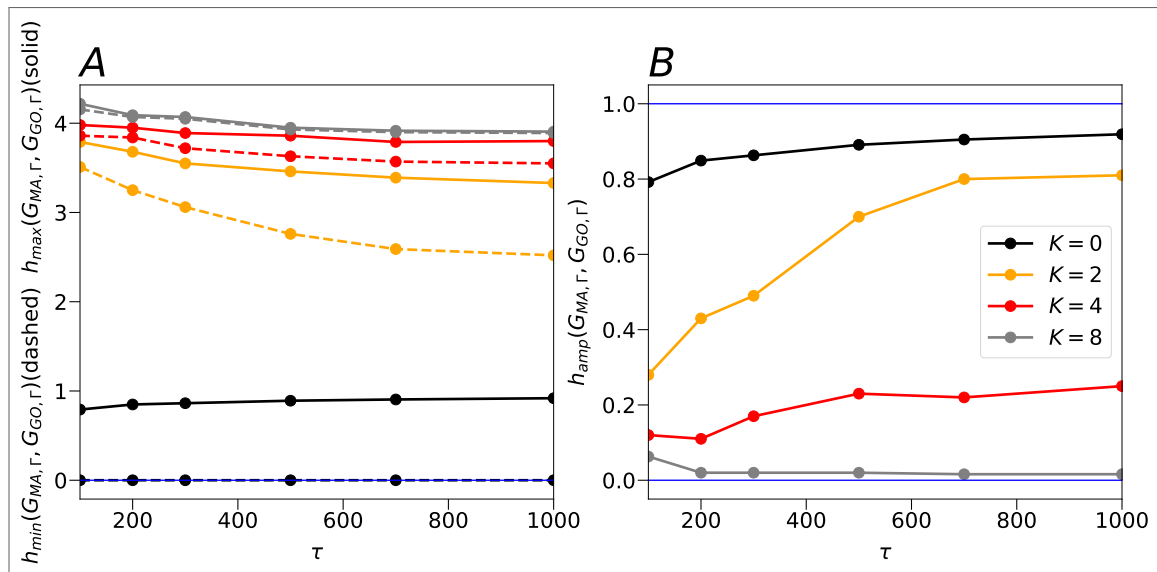 A
h_min(G_MA,Γ, G_GO,Γ)(dashed) h_max(G_MA,Γ, G_GO,Γ)(solid)
4
3
2
1
0
200 400 600 800 1000
τ
B
h_amp(G_MA,Γ, G_GO,Γ)
1.0
0.8
0.6
0.4
0.2
0.0
K = 0
K = 2
K = 4
K = 8
200 400 600 800 1000
τ